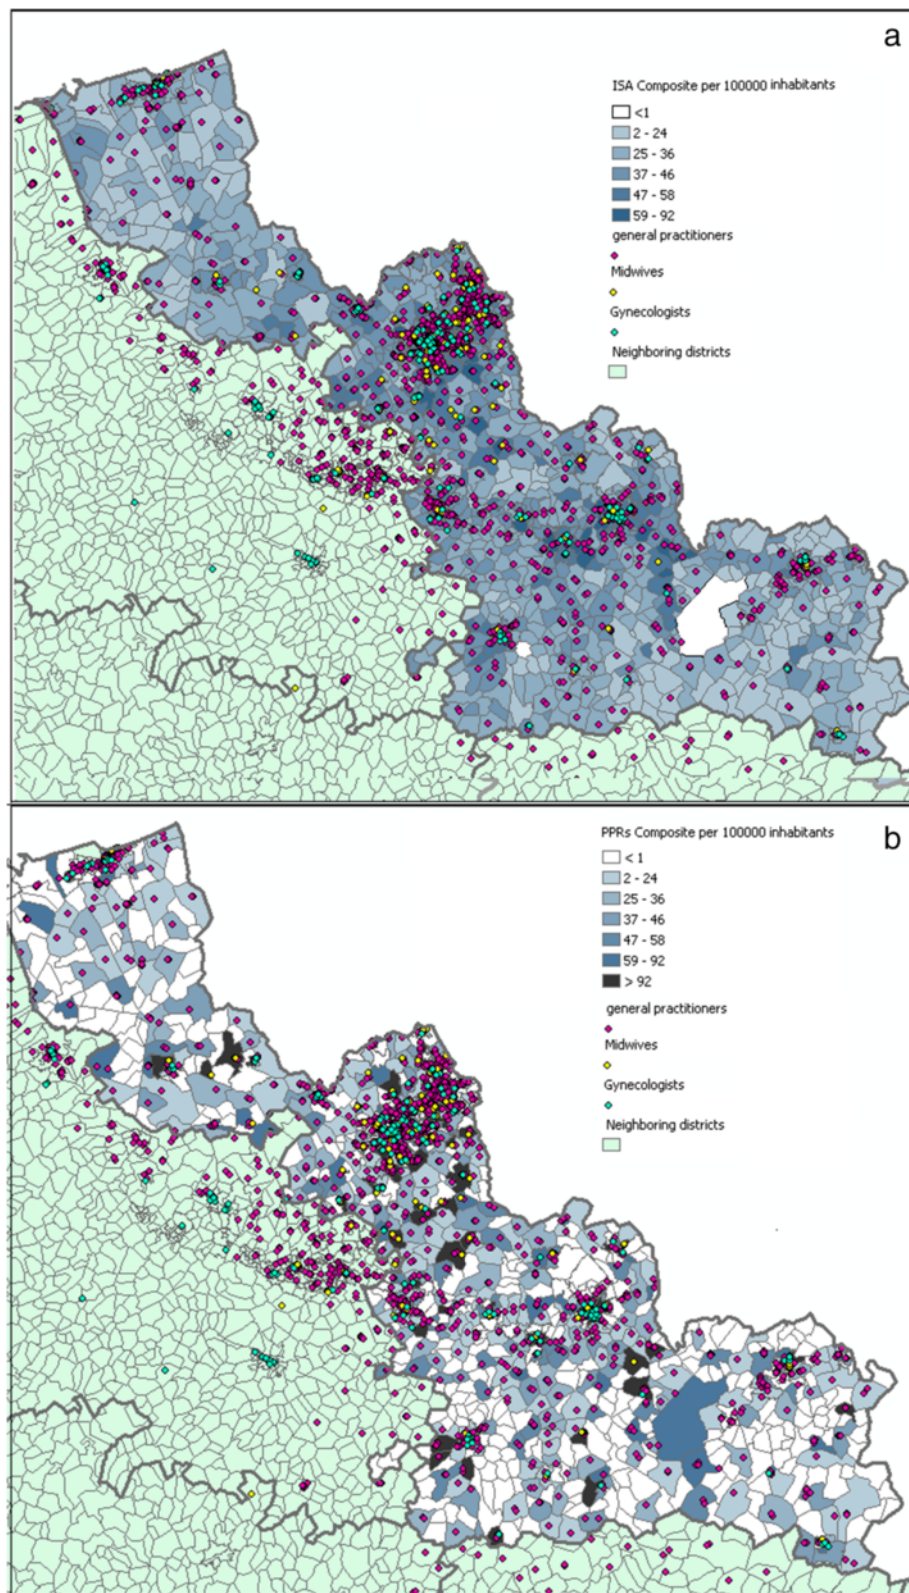 a
ISA Composite per 100000 inhabitants
<1
2 - 24
25 - 36
37 - 46
47 - 58
59 - 92
general practitioners
Midwives
Gynecologists
Neighboring districts
b
PPRs Composite per 100000 inhabitants
< 1
2 - 24
25 - 36
37 - 46
47 - 58
59 - 92
> 92
general practitioners
Midwives
Gynecologists
Neighboring districts